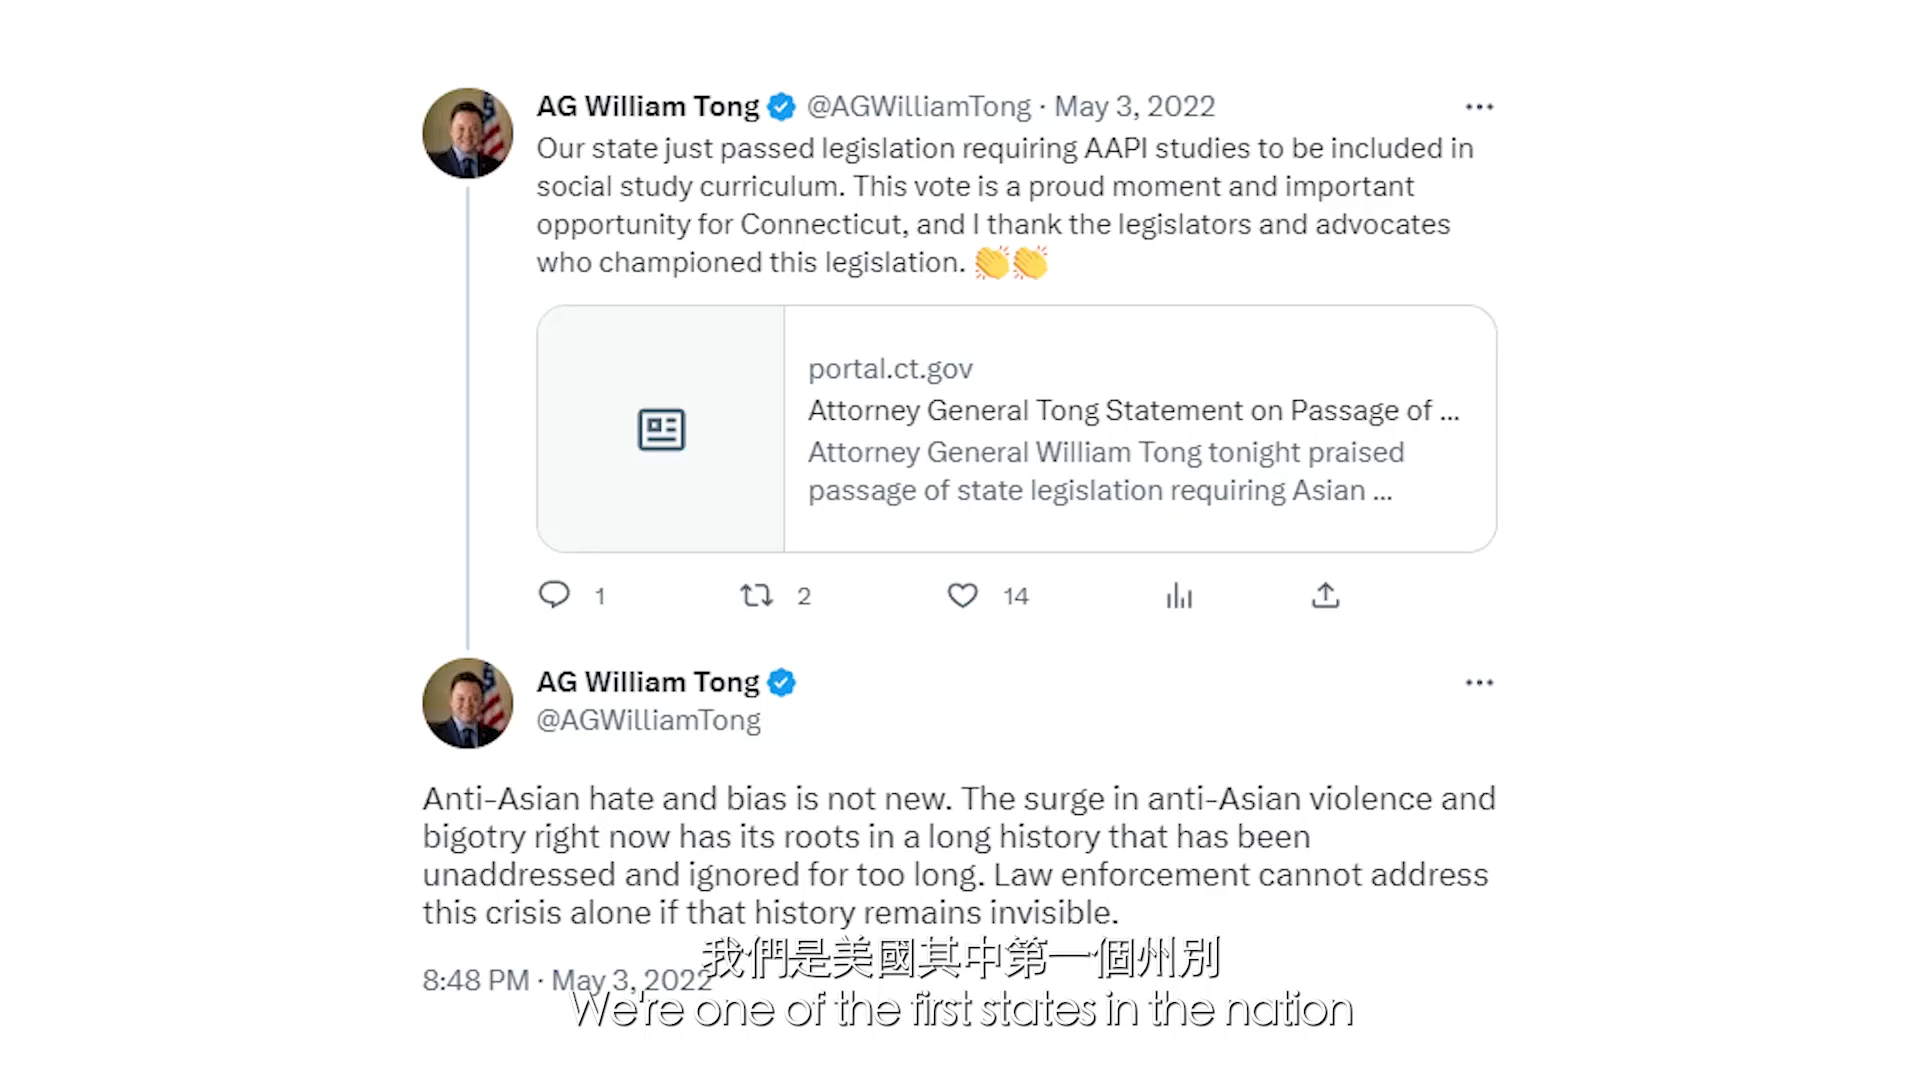 AG William Tong @AGWilliamTong · May 3, 2022
Our state just passed legislation requiring AAPI studies to be included in
social study curriculum. This vote is a proud moment and important
opportunity for Connecticut, and I thank the legislators and advocates
who championed this legislation. 👏👏
portal.ct.gov
Attorney General Tong Statement on Passage of ...
Attorney General William Tong tonight praised
passage of state legislation requiring Asian ...
1 2 14
AG William Tong
@AGWilliamTong
Anti-Asian hate and bias is not new. The surge in anti-Asian violence and
bigotry right now has its roots in a long history that has been
unaddressed and ignored for too long. Law enforcement cannot address
this crisis alone if that history remains invisible.
8:48 PM · May 3, 2022
我們是美國其中第一個州別
We're one of the first states in the nation